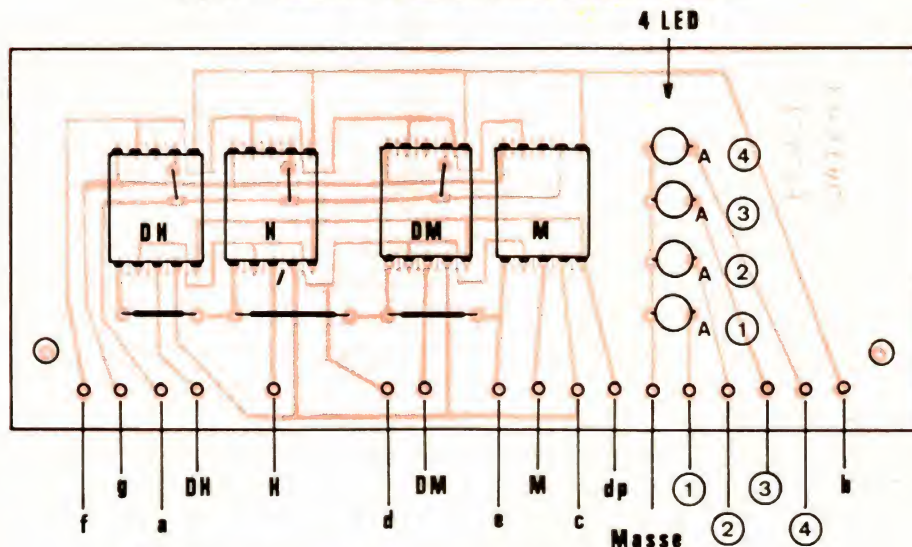 4 LED
A ④
A ③
DH H DM M
A ②
A ①
g DH H DM M dp ① ③ b
f a d e c Masse ② ④